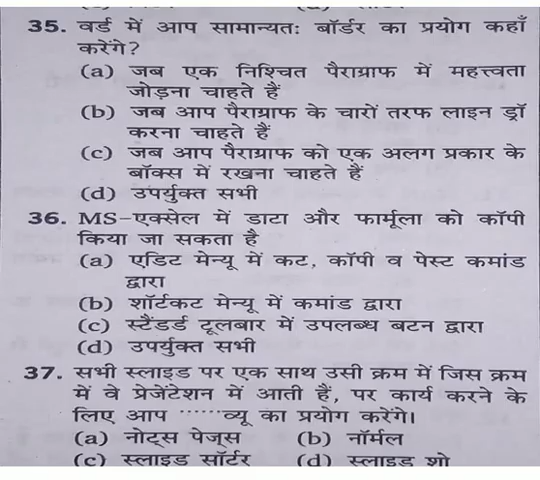 35. वर्ड में आप सामान्यतः बॉर्डर का प्रयोग कहाँ
करेंगे?
(a) जब एक निश्चित पैराग्राफ में महत्त्वता
जोड़ना चाहते हैं
(b) जब आप पैराग्राफ के चारों तरफ लाइन ड्रॉ
करना चाहते हैं
(c) जब आप पैराग्राफ को एक अलग प्रकार के
बॉक्स में रखना चाहते हैं
(d) उपर्युक्त सभी
36. MS-एक्सेल में डाटा और फार्मूला को कॉपी
किया जा सकता है
(a) एडिट मेन्यू में कट, कॉपी व पेस्ट कमांड
द्वारा
(b) शॉर्टकट मेन्यू में कमांड द्वारा
(c) स्टैंडर्ड टूलबार में उपलब्ध बटन द्वारा
(d) उपर्युक्त सभी
37. सभी स्लाइड पर एक साथ उसी क्रम में जिस क्रम
में वे प्रेजेंटेशन में आती हैं, पर कार्य करने के
लिए आप ......व्यू का प्रयोग करेंगे।
(a) नोट्स पेज्स (b) नॉर्मल
(c) स्लाइड सॉर्टर (d) स्लाइड शो